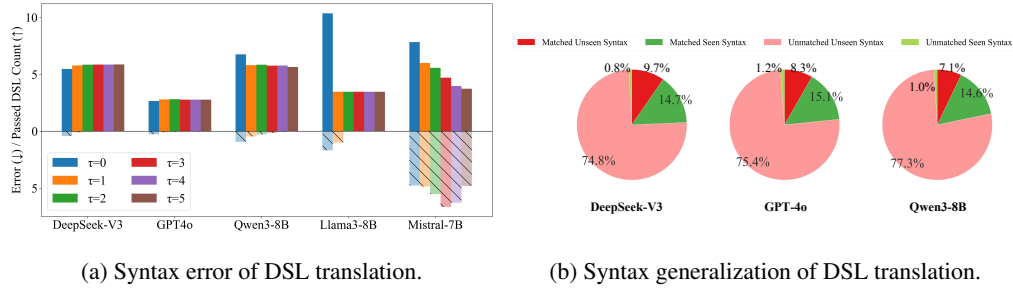 Error (↓) / Passed DSL Count (↑)
10
5
0
5
τ=0
τ=1
τ=2
τ=3
τ=4
τ=5
DeepSeek-V3
GPT4o
Qwen3-8B
Llama3-8B
Mistral-7B
(a) Syntax error of DSL translation.
Matched Unseen Syntax
Matched Seen Syntax
Unmatched Unseen Syntax
Unmatched Seen Syntax
0.8%
9.7%
14.7%
74.8%
DeepSeek-V3
1.2%
8.3%
15.1%
75.4%
GPT-4o
1.0%
7.1%
14.6%
77.3%
Qwen3-8B
(b) Syntax generalization of DSL translation.